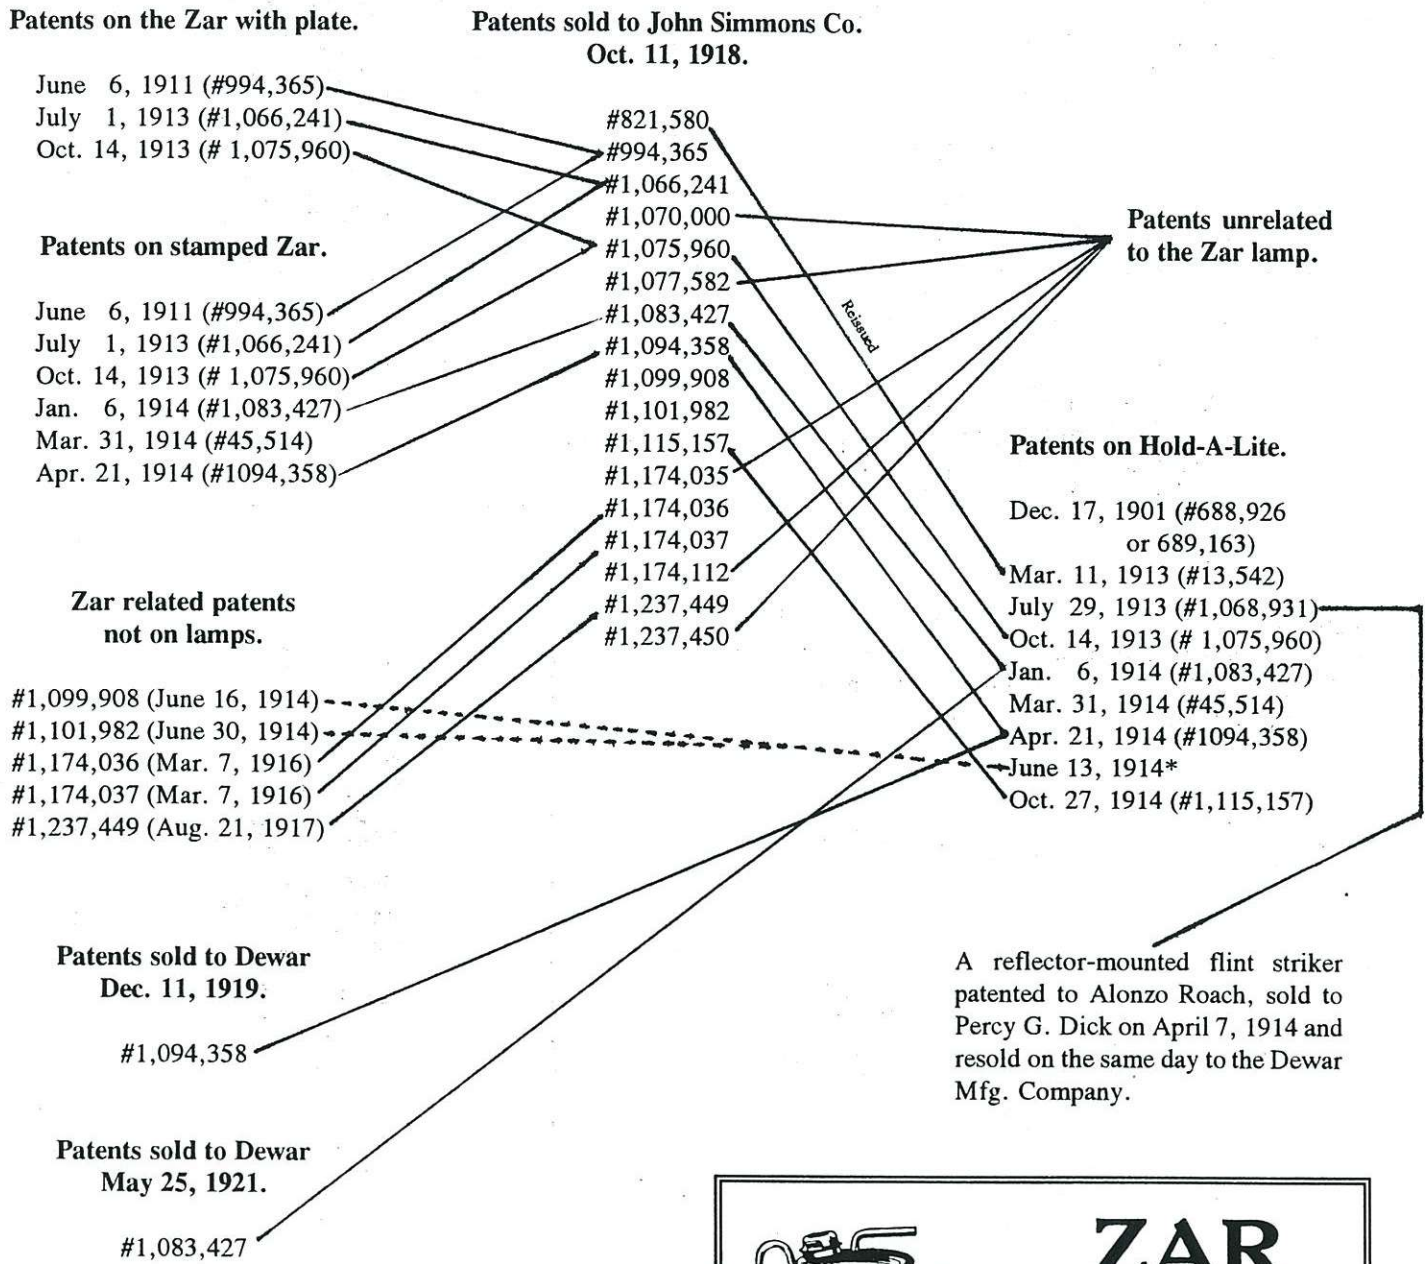 Patents on the Zar with plate.
June 6, 1911 (#994,365)
July 1, 1913 (#1,066,241)
Oct. 14, 1913 (# 1,075,960)
Patents on stamped Zar.
June 6, 1911 (#994,365)
July 1, 1913 (#1,066,241)
Oct. 14, 1913 (# 1,075,960)
Jan. 6, 1914 (#1,083,427)
Mar. 31, 1914 (#45,514)
Apr. 21, 1914 (#1094,358)
Zar related patents
not on lamps.
#1,099,908 (June 16, 1914)
#1,101,982 (June 30, 1914)
#1,174,036 (Mar. 7, 1916)
#1,174,037 (Mar. 7, 1916)
#1,237,449 (Aug. 21, 1917)
Patents sold to Dewar
Dec. 11, 1919.
#1,094,358
Patents sold to Dewar
May 25, 1921.
#1,083,427
Patents sold to John Simmons Co.
Oct. 11, 1918.
#821,580
#994,365
#1,066,241
#1,070,000
#1,075,960
#1,077,582
#1,083,427
#1,094,358
#1,099,908
#1,101,982
#1,115,157
#1,174,035
#1,174,036
#1,174,037
#1,174,112
#1,237,449
#1,237,450
Reissued
Patents unrelated
to the Zar lamp.
Patents on Hold-A-Lite.
Dec. 17, 1901 (#688,926
or 689,163)
Mar. 11, 1913 (#13,542)
July 29, 1913 (#1,068,931)
Oct. 14, 1913 (# 1,075,960)
Jan. 6, 1914 (#1,083,427)
Mar. 31, 1914 (#45,514)
Apr. 21, 1914 (#1094,358)
June 13, 1914*
Oct. 27, 1914 (#1,115,157)
A reflector-mounted flint striker
patented to Alonzo Roach, sold to
Percy G. Dick on April 7, 1914 and
resold on the same day to the Dewar
Mfg. Company.
ZAR